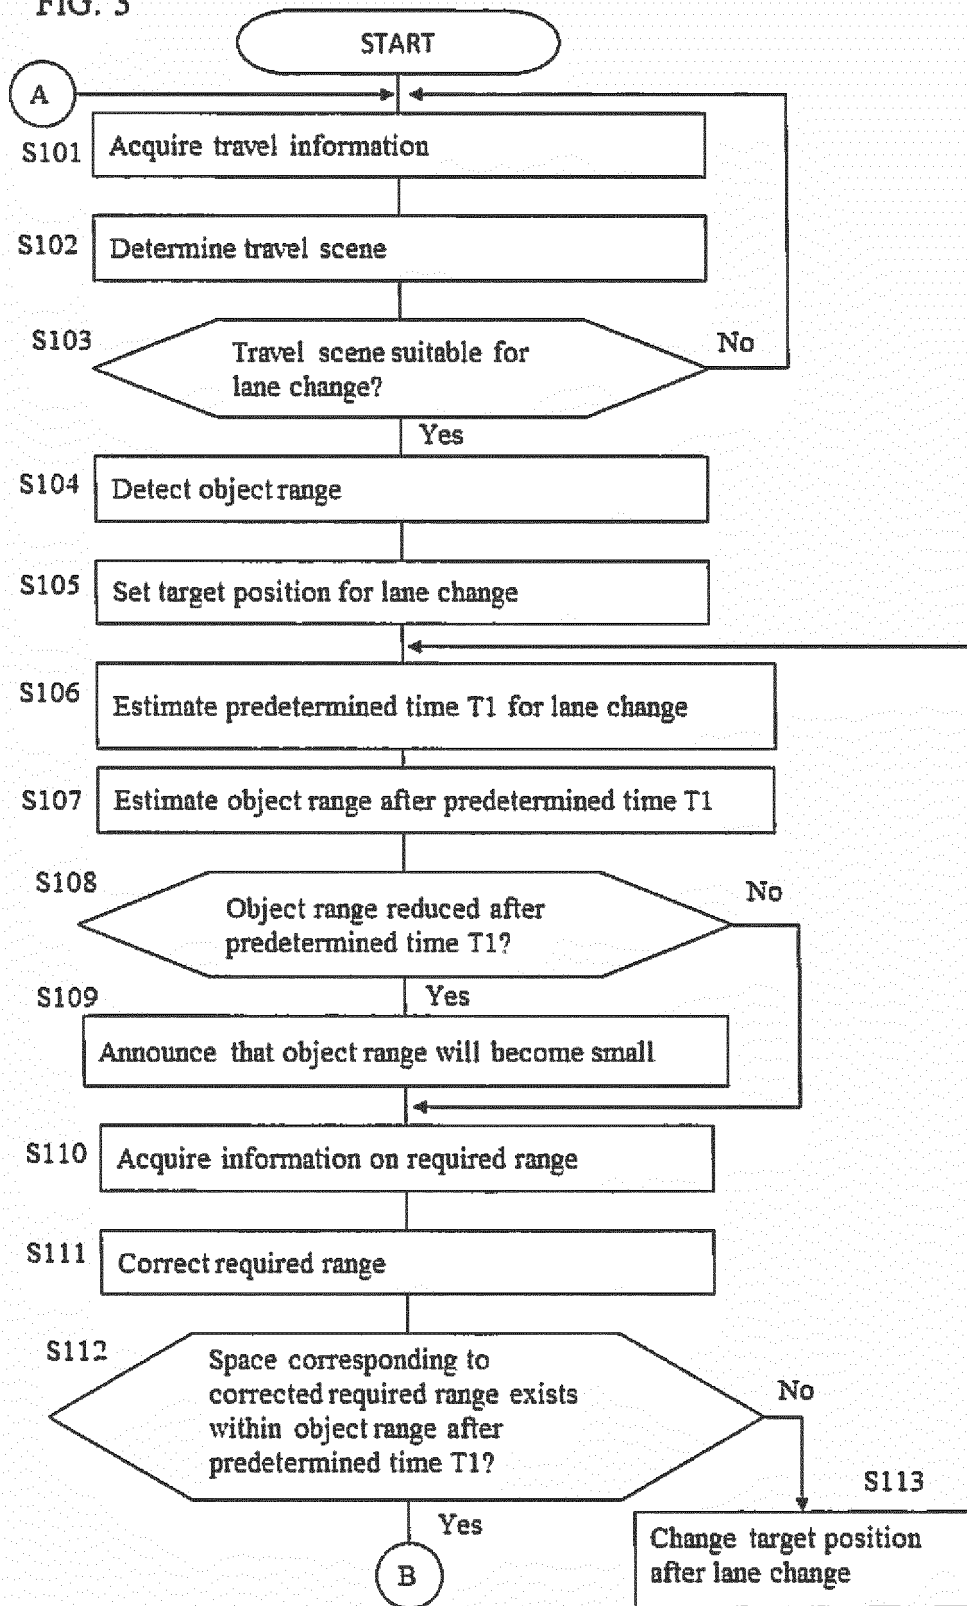 FIG. 3
START
A
S101
Acquire travel information
S102
Determine travel scene
S103
Travel scene suitable for
lane change?
No
Yes
S104
Detect object range
S105
Set target position for lane change
S106
Estimate predetermined time T1 for lane change
S107
Estimate object range after predetermined time T1
S108
Object range reduced after
predetermined time T1?
No
Yes
S109
Announce that object range will become small
S110
Acquire information on required range
S111
Correct required range
S112
Space corresponding to
corrected required range exists
within object range after
predetermined time T1?
No
Yes
S113
Change target position
after lane change
B